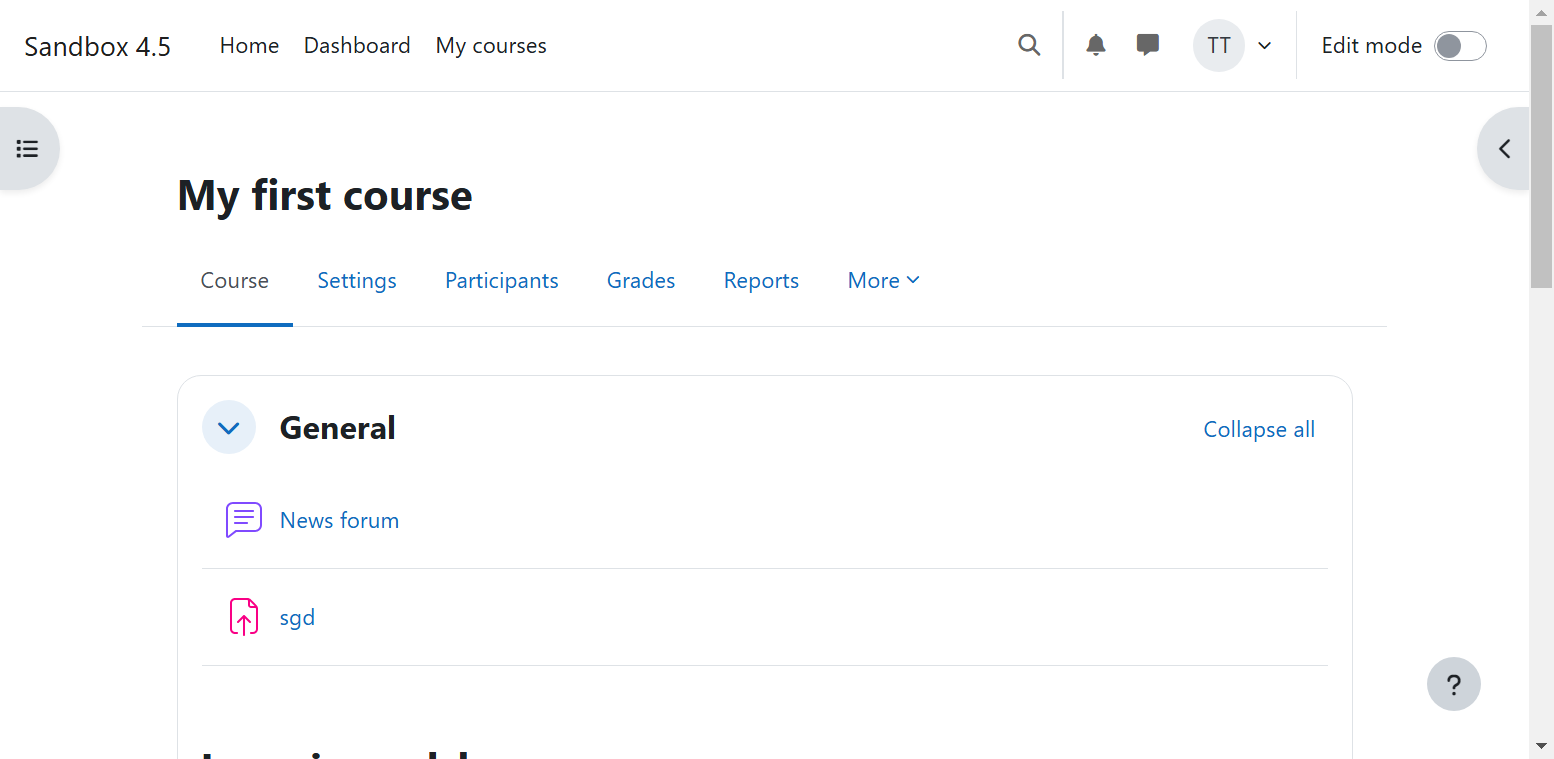 Sandbox 4.5 Home Dashboard My courses TT Edit mode
My first course
Course Settings Participants Grades Reports More
General Collapse all
News forum
sgd
?